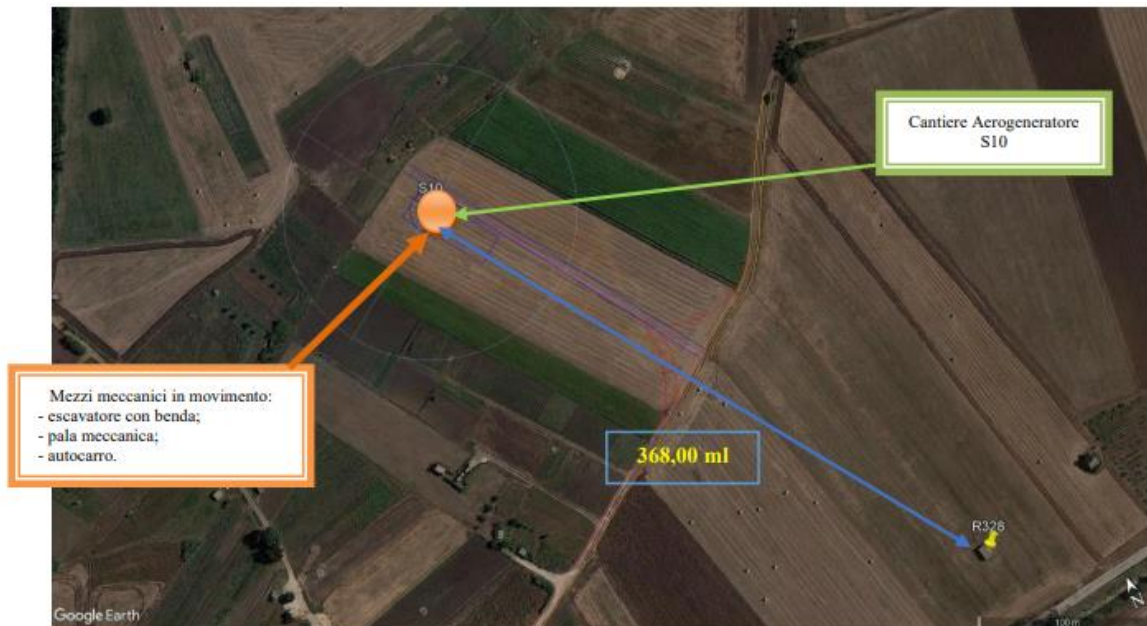 Cantiere Aerogeneratore
S10
S10
Mezzi meccanici in movimento:
- escavatore con benda;
- pala meccanica;
- autocarro.
368,00 ml
R328
N
Google Earth
100 m